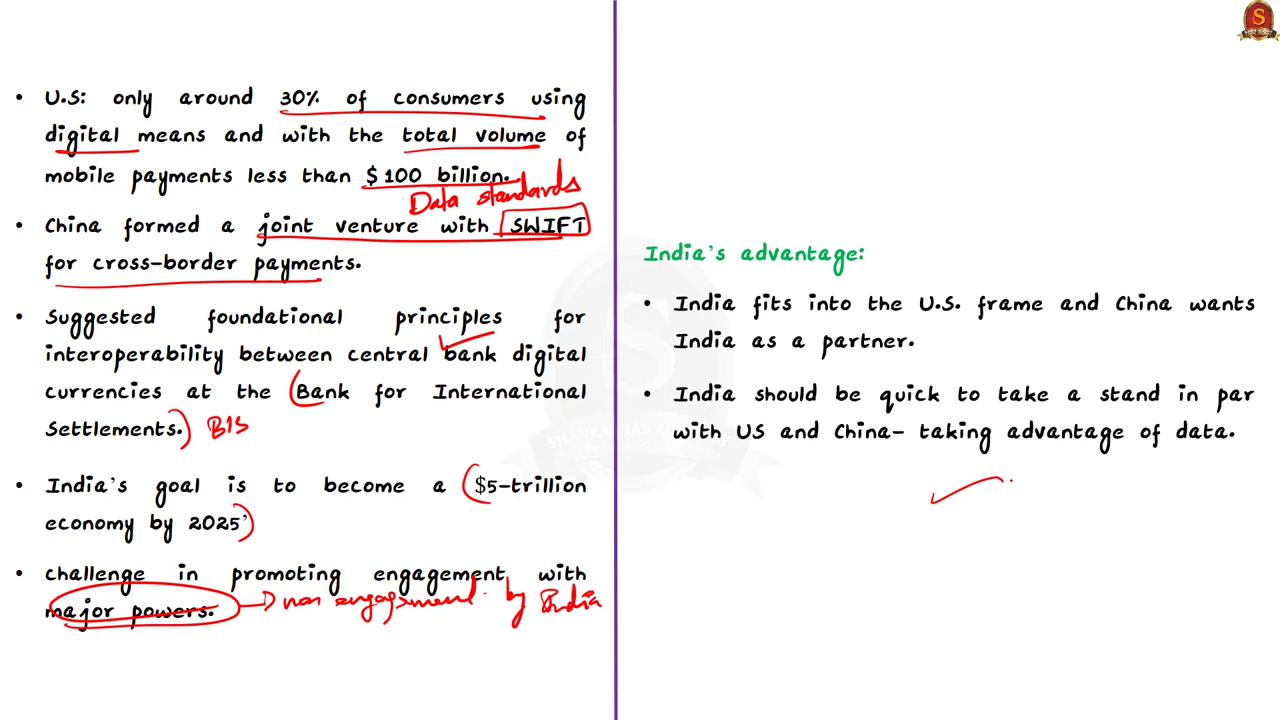 • U.S: only around 30% of consumers using
digital means and with the total volume of
mobile payments less than $100 billion.
Data standards
• China formed a joint venture with SWIFT
for cross-border payments.
• Suggested foundational principles for
interoperability between central bank digital
currencies at the (Bank for International
Settlements.) BIS
• India's goal is to become a ($5-trillion
economy by 2025')
• Challenge in promoting engagement with
major powers. → non engagement by India
India's advantage:
• India fits into the U.S. frame and China wants
India as a partner.
• India should be quick to take a stand in par
with US and China- taking advantage of data.
S
SHANKAR IAS